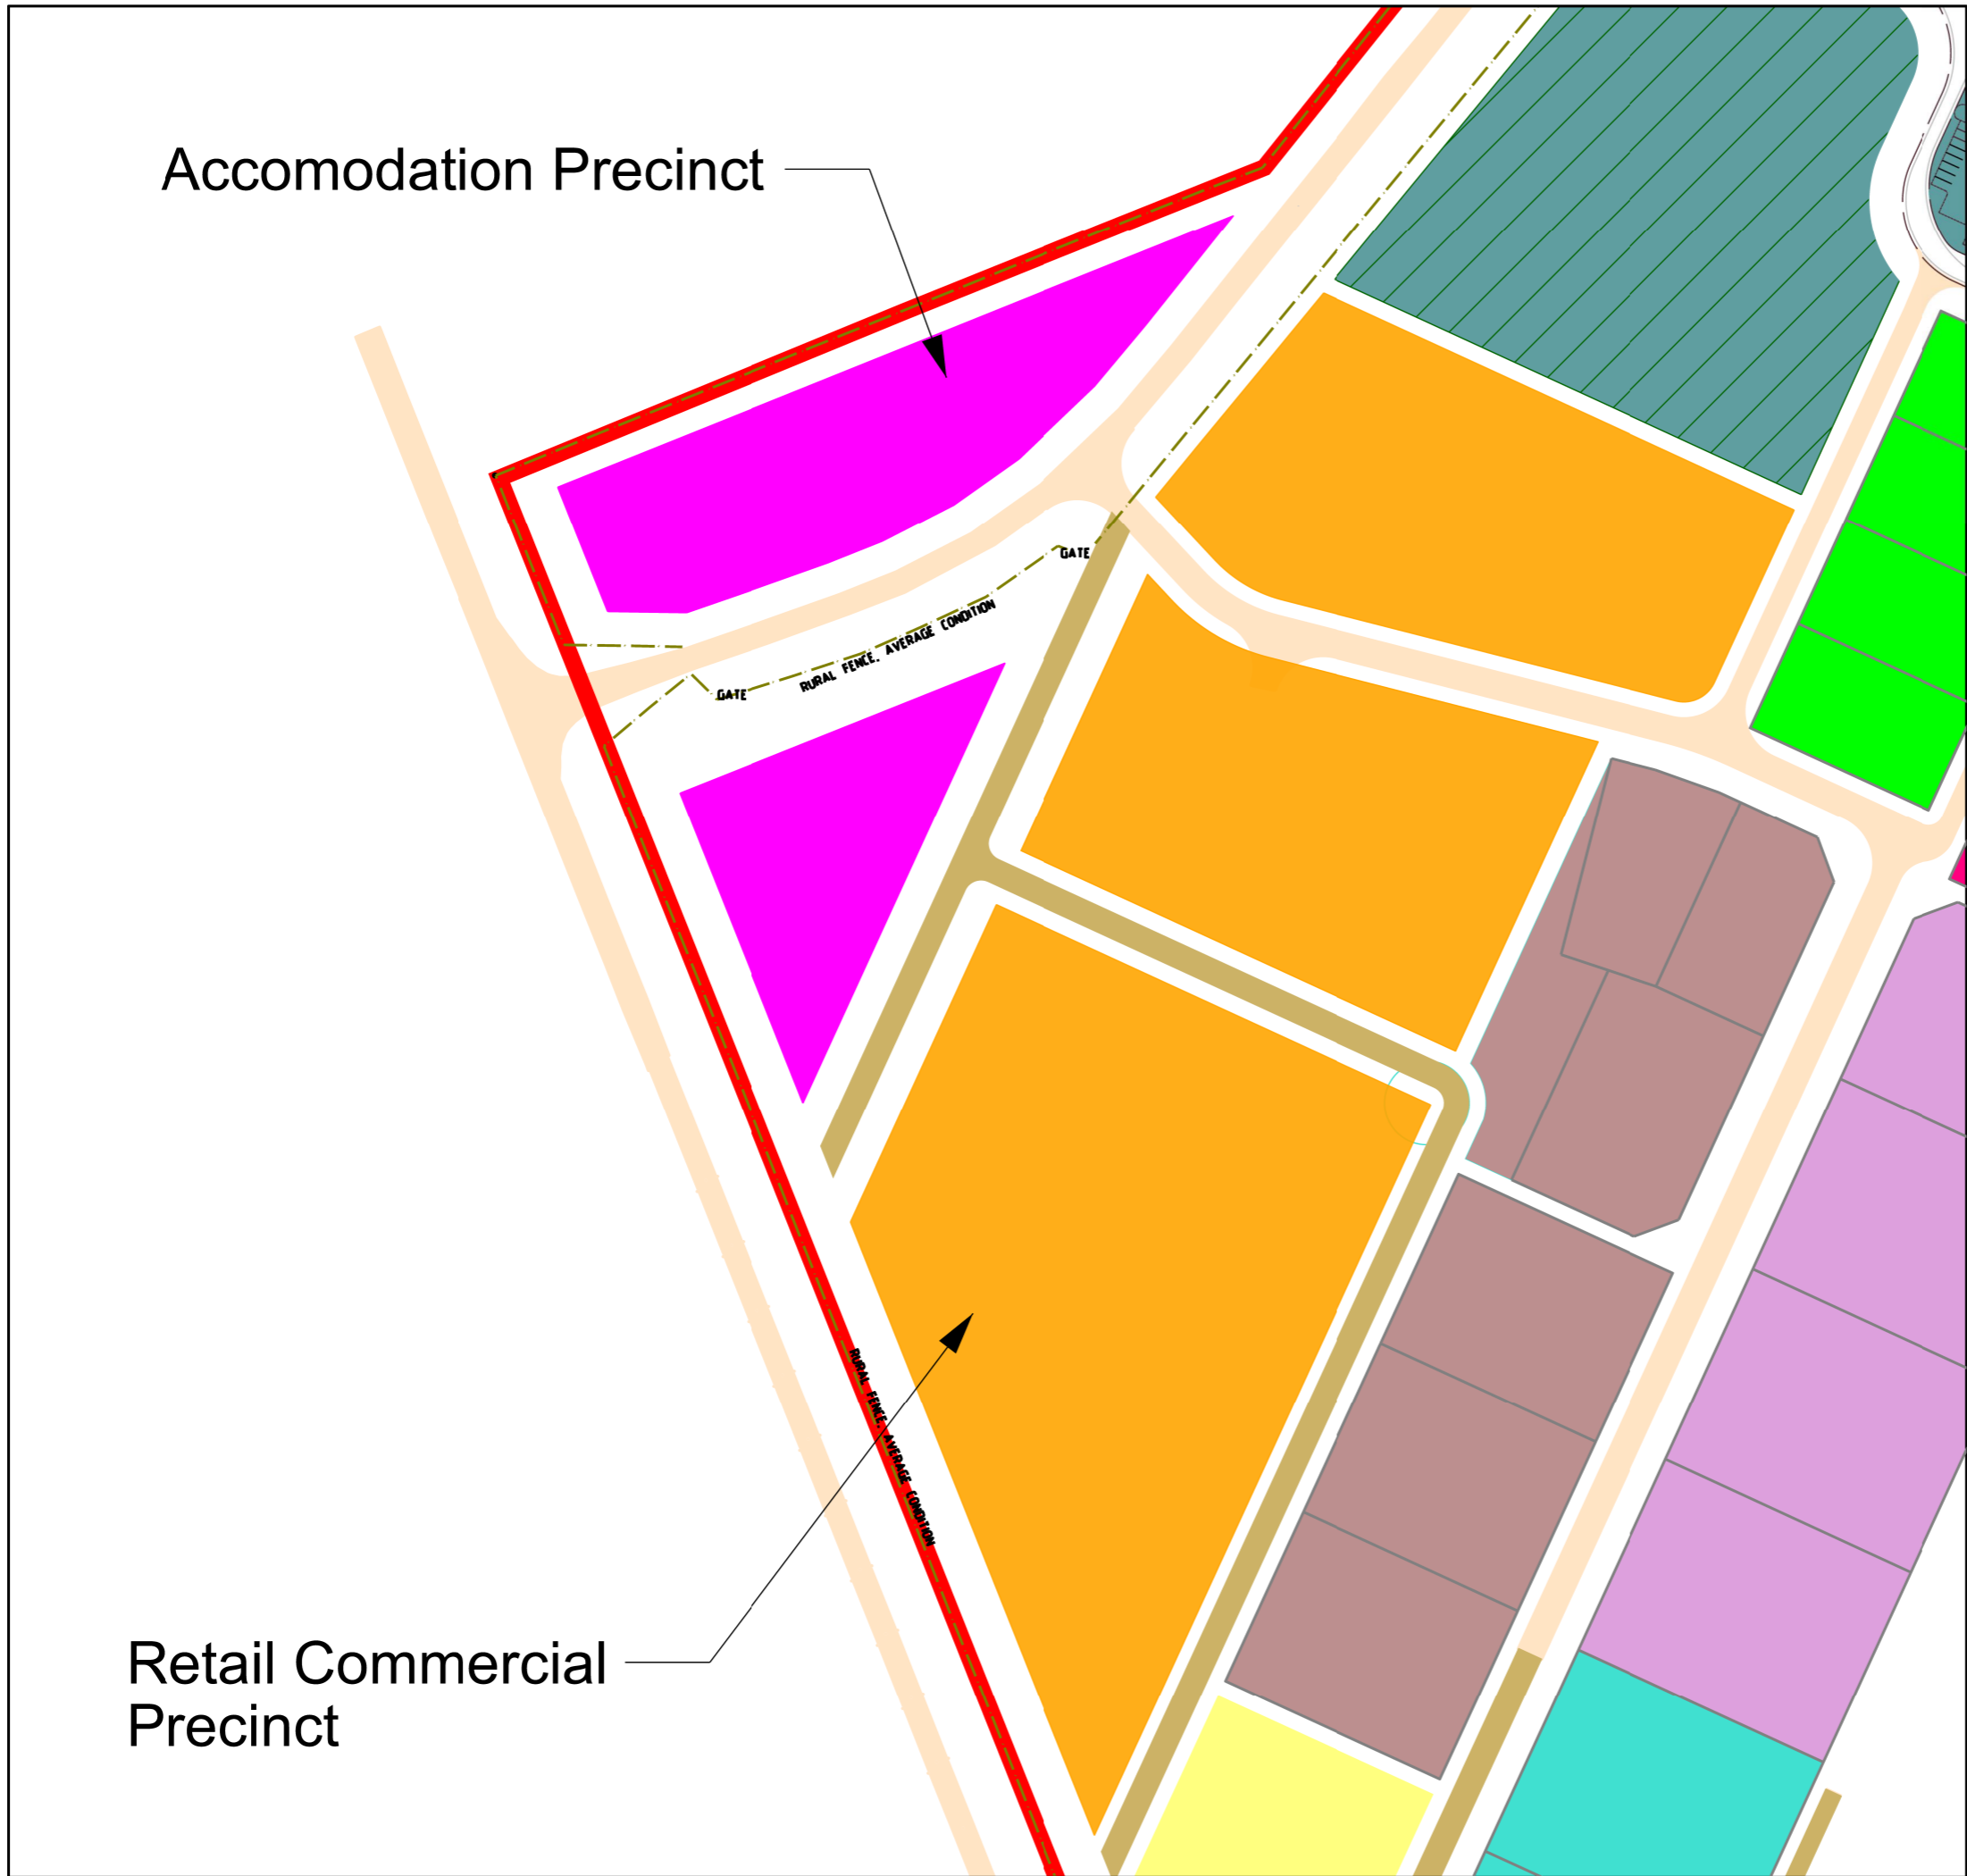 Accomodation Precinct
GATE
RURAL FENCE. AVERAGE CONDITION
GATE
RURAL FENCE. AVERAGE CONDITION
Retail Commercial
Precinct